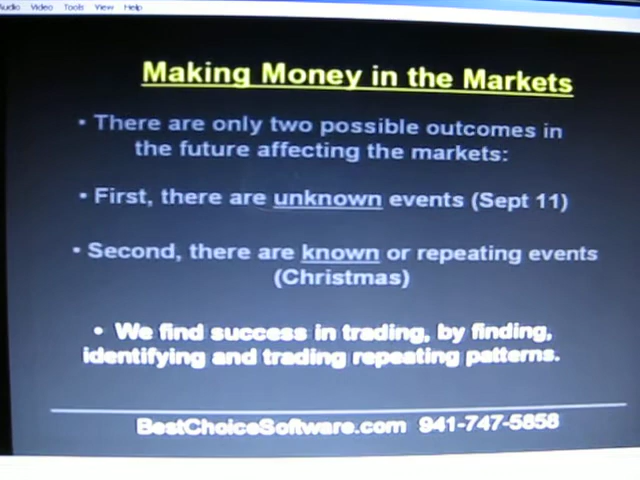 Audio Video Tools View Help
Making Money in the Markets
• There are only two possible outcomes in
the future affecting the markets:
• First, there are unknown events (Sept 11)
• Second, there are known or repeating events
(Christmas)
• We find success in trading, by finding,
identifying and trading repeating patterns.
BestChoiceSoftware.com 941-747-5858